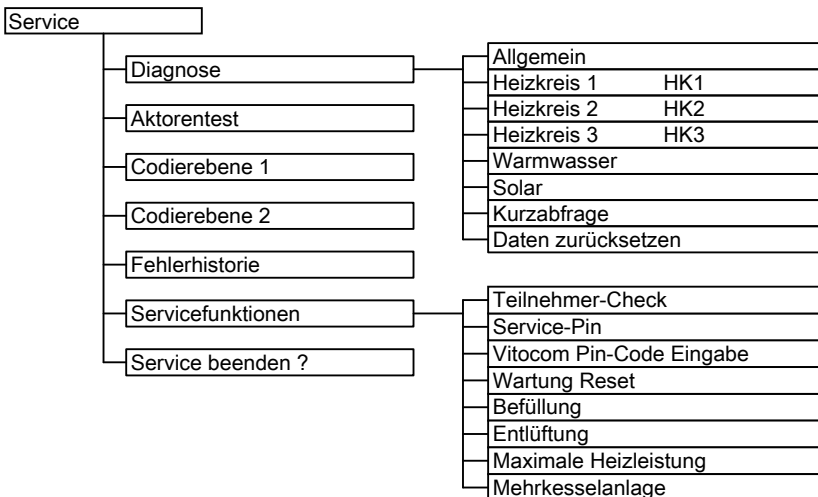 Service
Diagnose
Allgemein
Heizkreis 1 HK1
Heizkreis 2 HK2
Heizkreis 3 HK3
Warmwasser
Solar
Kurzabfrage
Daten zurücksetzen
Aktorentest
Codierebene 1
Codierebene 2
Fehlerhistorie
Servicefunktionen
Teilnehmer-Check
Service-Pin
Vitocom Pin-Code Eingabe
Wartung Reset
Befüllung
Entlüftung
Maximale Heizleistung
Mehrkesselanlage
Service beenden ?